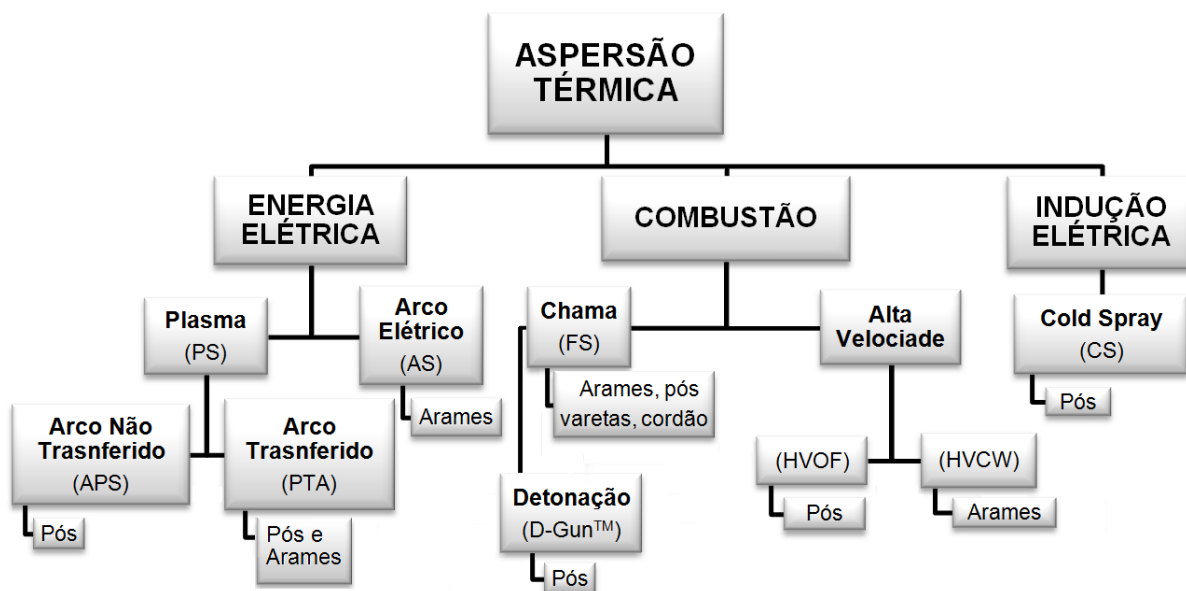 ASPERSÃO
TÉRMICA
ENERGIA
ELÉTRICA
COMBUSTÃO
INDUÇÃO
ELÉTRICA
Plasma
(PS)
Arco
Elétrico
(AS)
Arames
Arco Não
Trasnferido
(APS)
Pós
Arco
Trasnferido
(PTA)
Pós e
Arames
Chama
(FS)
Arames, pós
varetas, cordão
Detonação
(D-Gun™)
Pós
Alta
Velociade
(HVOF)
Pós
(HVCW)
Arames
Cold Spray
(CS)
Pós